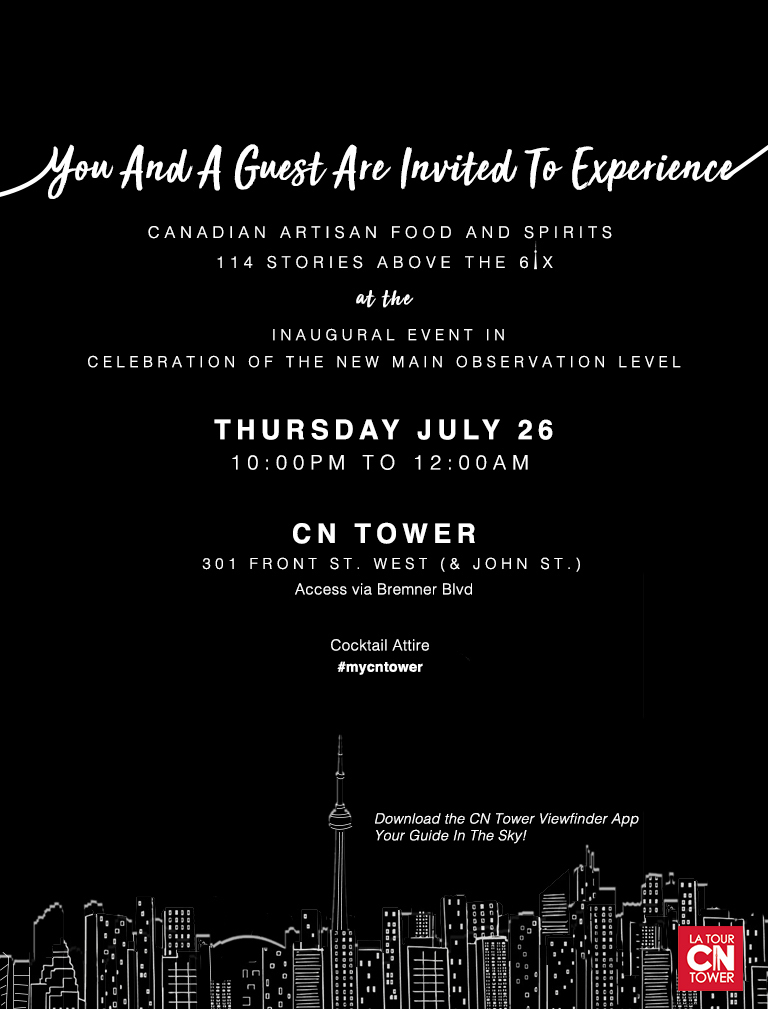 You And A Guest Are Invited To Experience
CANADIAN ARTISAN FOOD AND SPIRITS
114 STORIES ABOVE THE 6iX
at the
INAUGURAL EVENT IN
CELEBRATION OF THE NEW MAIN OBSERVATION LEVEL
THURSDAY JULY 26
10:00PM TO 12:00AM
CN TOWER
301 FRONT ST. WEST (& JOHN ST.)
Access via Bremner Blvd
Cocktail Attire
#mycntower
Download the CN Tower Viewfinder App
Your Guide In The Sky!
LA TOUR
CN
TOWER